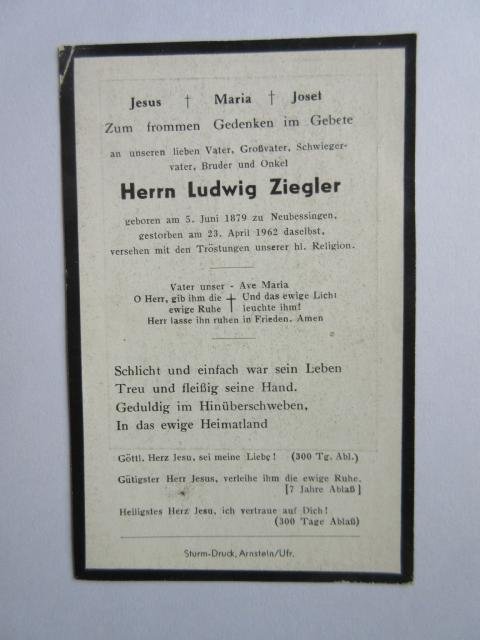 Jesus † Maria † Josef
Zum frommen Gedenken im Gebete
an unseren lieben Vater, Großvater, Schwieger-
vater, Bruder und Onkel
Herrn Ludwig Ziegler
geboren am 5. Juni 1879 zu Neubessingen,
gestorben am 23. April 1962 daselbst,
versehen mit den Tröstungen unserer hl. Religion.
Vater unser - Ave Maria
O Herr, gib ihm die † Und das ewige Licht
ewige Ruhe leuchte ihm!
Herr lasse ihn ruhen in Frieden. Amen
Schlicht und einfach war sein Leben
Treu und fleißig seine Hand.
Geduldig im Hinüberschweben,
In das ewige Heimatland
Göttl. Herz Jesu, sei meine Liebe! (300 Tg. Abl.)
Gütigster Herr Jesus, verleihe ihm die ewige Ruhe.
[7 Jahre Ablaß]
Heiligstes Herz Jesu, ich vertraue auf Dich!
(300 Tage Ablaß)
Sturm-Druck, Arnstein/Ufr.